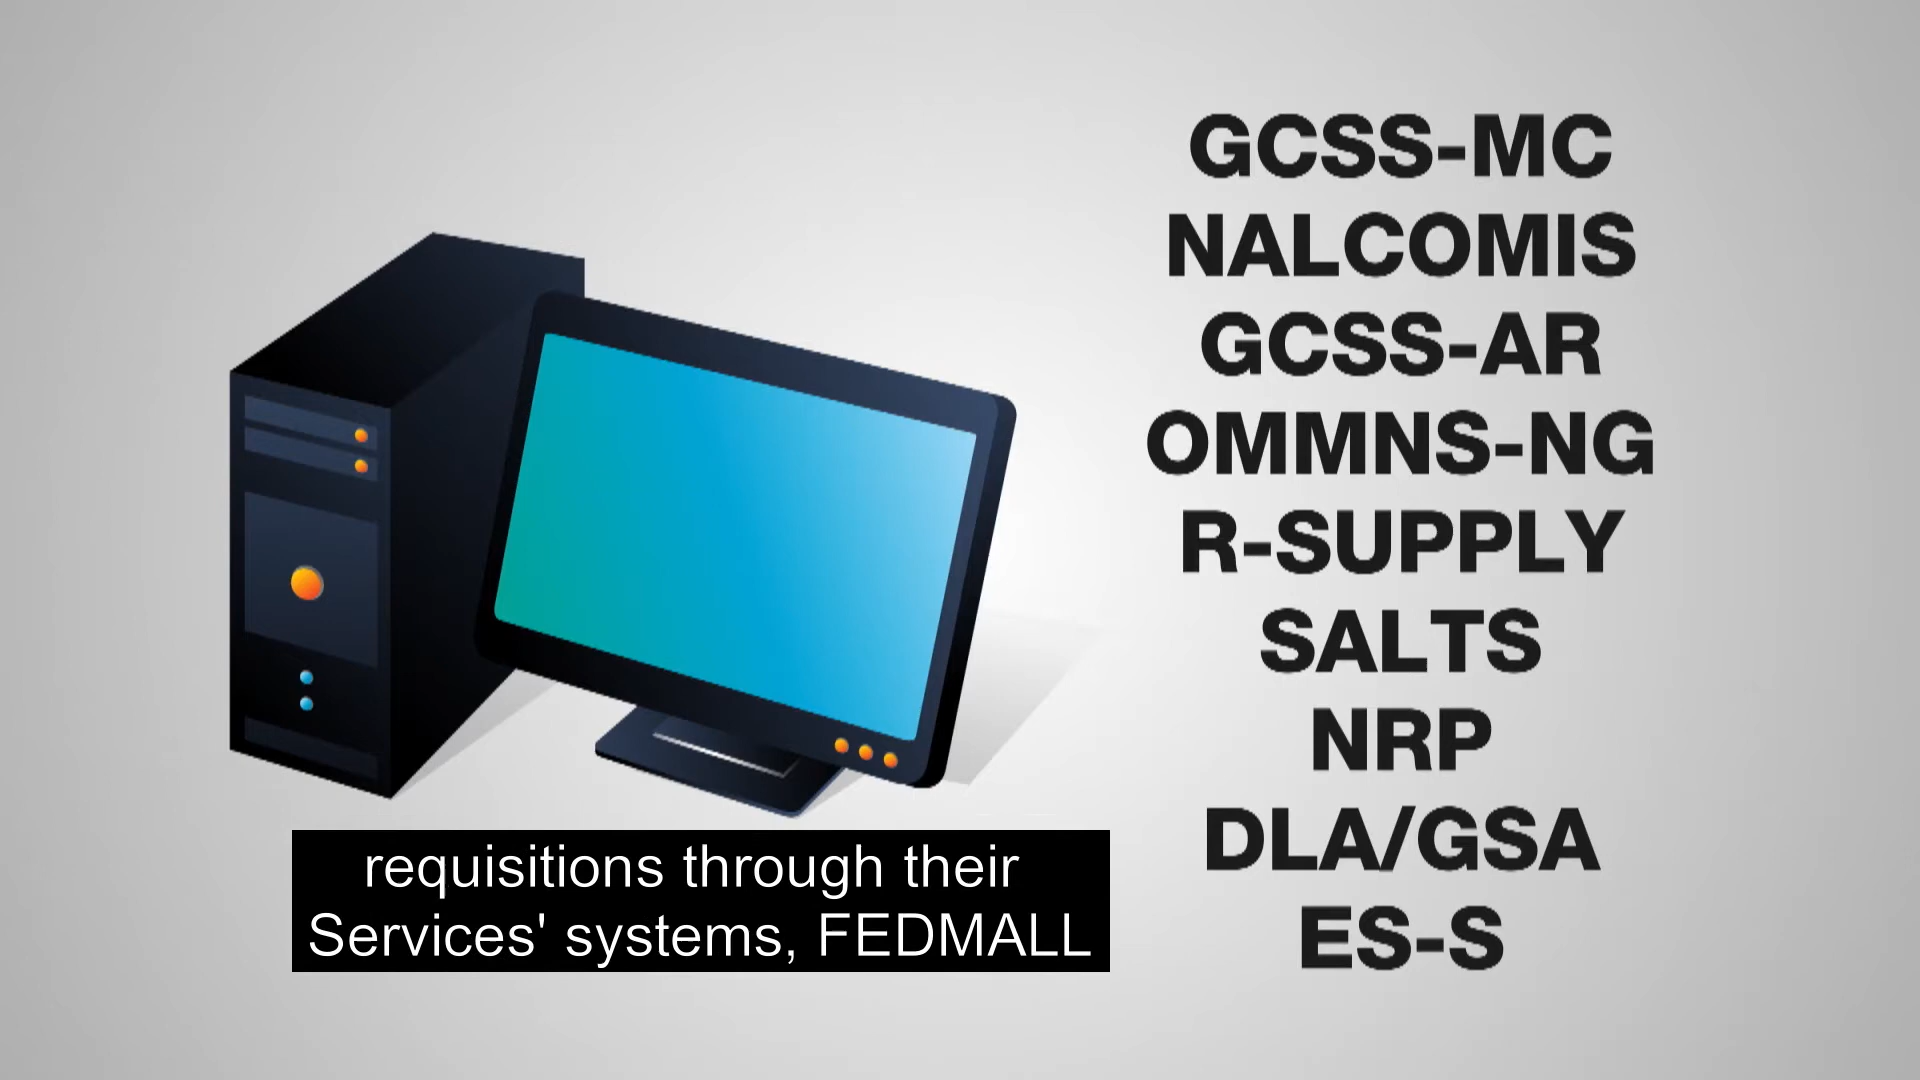 GCSS-MC
NALCOMIS
GCSS-AR
OMMNS-NG
R-SUPPLY
SALTS
NRP
DLA/GSA
ES-S
requisitions through their
Services' systems, FEDMALL